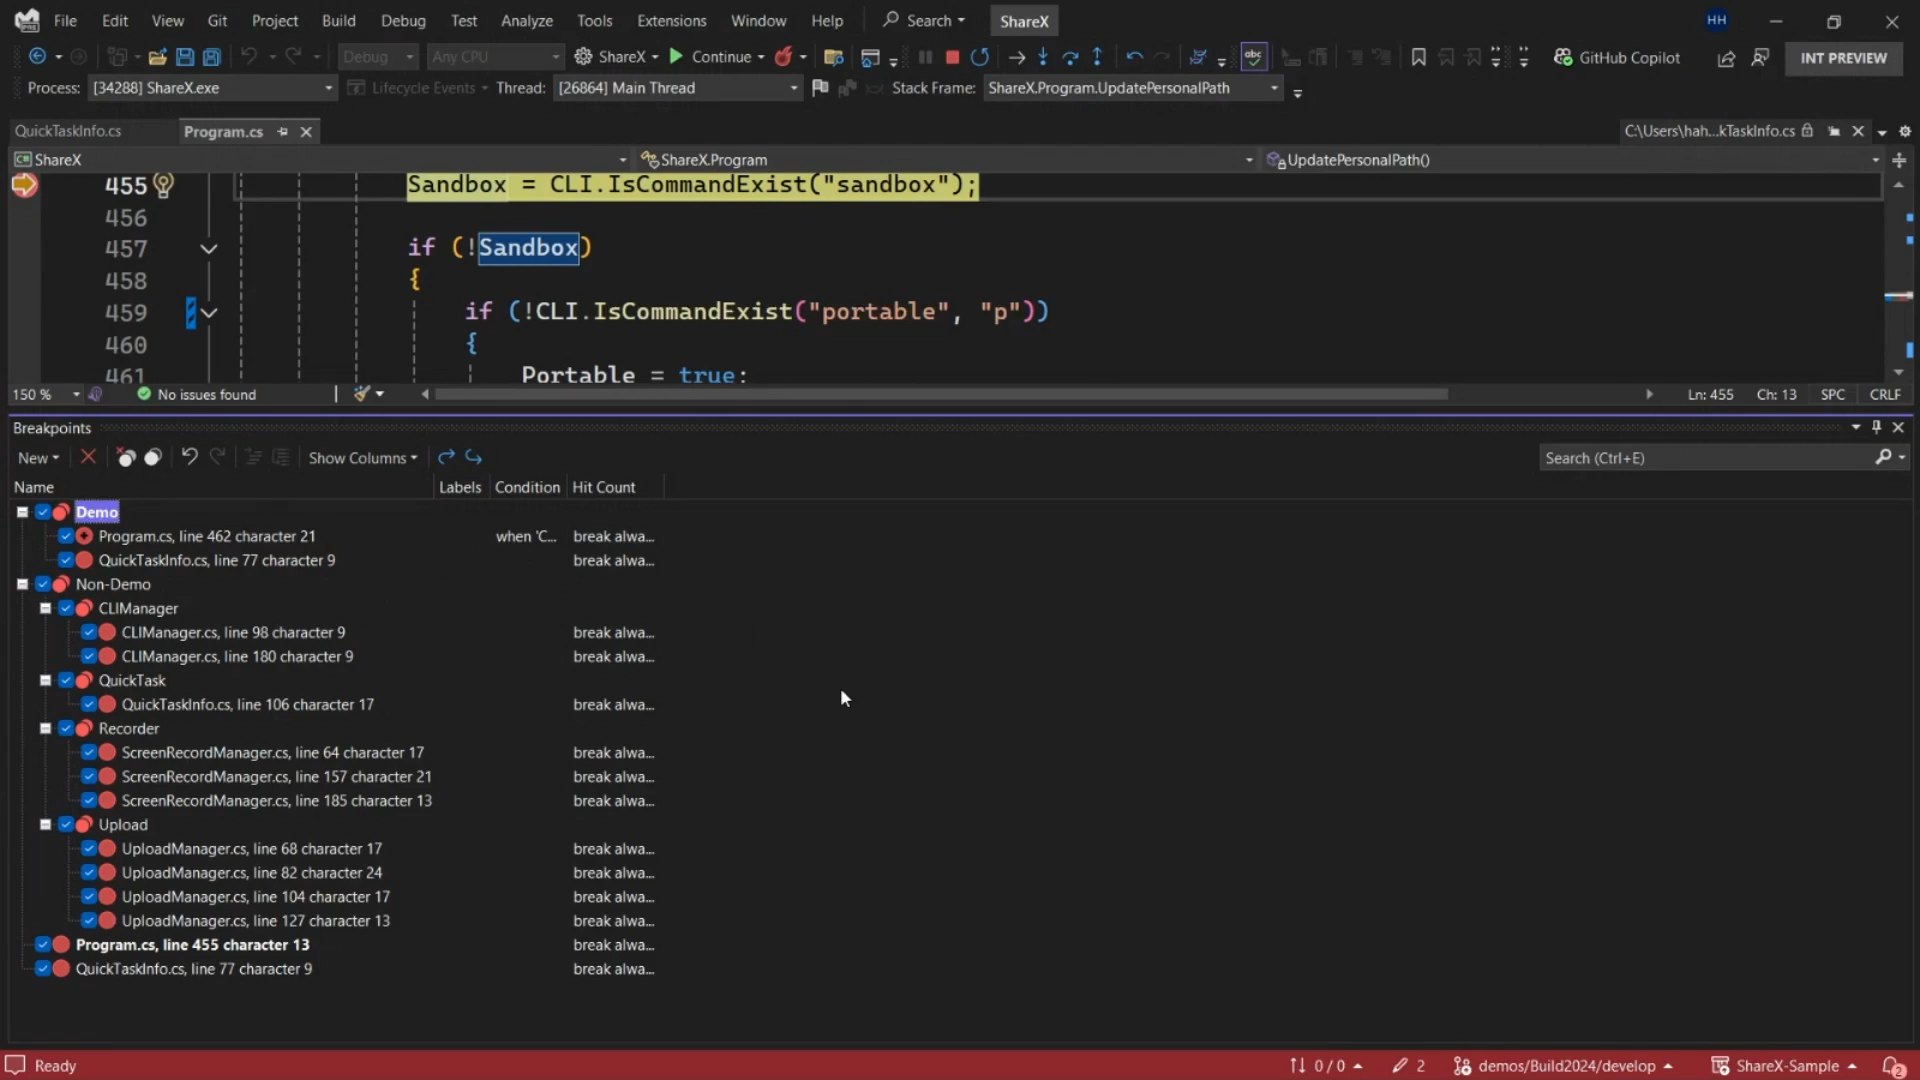 File Edit View Git Project Build Debug Test Analyze Tools Extensions Window Help Search ShareX HH
Debug Any CPU ShareX Continue abc GitHub Copilot INT PREVIEW
Process: [34288] ShareX.exe Lifecycle Events Thread: [26864] Main Thread Stack Frame: ShareX.Program.UpdatePersonalPath
QuickTaskInfo.cs Program.cs C:\Users\hah...kTaskInfo.cs
ShareX ShareX.Program UpdatePersonalPath()
455 Sandbox = CLI.IsCommandExist("sandbox");
456
457 if (!Sandbox)
458 {
459 if (!CLI.IsCommandExist("portable", "p"))
460 {
461 Portable = true;
150 % No issues found Ln: 455 Ch: 13 SPC CRLF
Breakpoints
New Show Columns Search (Ctrl+E)
Name Labels Condition Hit Count
Demo
Program.cs, line 462 character 21 when 'C... break alwa...
QuickTaskInfo.cs, line 77 character 9 break alwa...
Non-Demo
CLIManager
CLIManager.cs, line 98 character 9 break alwa...
CLIManager.cs, line 180 character 9 break alwa...
QuickTask
QuickTaskInfo.cs, line 106 character 17 break alwa...
Recorder
ScreenRecordManager.cs, line 64 character 17 break alwa...
ScreenRecordManager.cs, line 157 character 21 break alwa...
ScreenRecordManager.cs, line 185 character 13 break alwa...
Upload
UploadManager.cs, line 68 character 17 break alwa...
UploadManager.cs, line 82 character 24 break alwa...
UploadManager.cs, line 104 character 17 break alwa...
UploadManager.cs, line 127 character 13 break alwa...
Program.cs, line 455 character 13 break alwa...
QuickTaskInfo.cs, line 77 character 9 break alwa...
Ready 0 / 0 2 demos/Build2024/develop ShareX-Sample 2